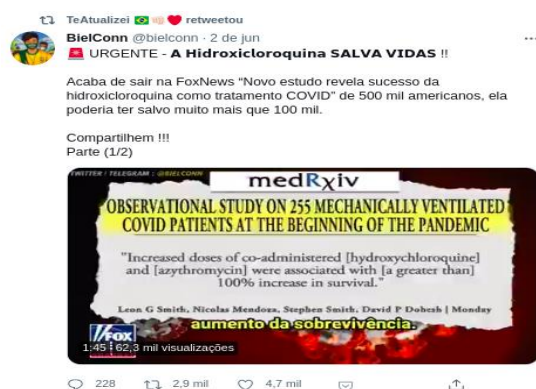 TeAtualizei 🇧🇷 👊🏻 ❤️ retweetou
BielConn @bielconn · 2 de jun
🚨 URGENTE - A Hidroxicloroquina SALVA VIDAS !!
Acaba de sair na FoxNews “Novo estudo revela sucesso da
hidroxicloroquina como tratamento COVID” de 500 mil americanos, ela
poderia ter salvo muito mais que 100 mil.
Compartilhem !!!
Parte (1/2)
TWITTER / TELEGRAM : @BIELCONN
medRxiv
OBSERVATIONAL STUDY ON 255 MECHANICALLY VENTILATED
COVID PATIENTS AT THE BEGINNING OF THE PANDEMIC
"Increased doses of co-administered [hydroxychloroquine]
and [azythromycin] were associated with [a greater than]
100% increase in survival."
Leon G Smith, Nicolas Mendoza, Stephen Smith, David P Dobesh | Monday
aumento da sobrevivência.
FOX
1:45 62,3 mil visualizações
228 2,9 mil 4,7 mil